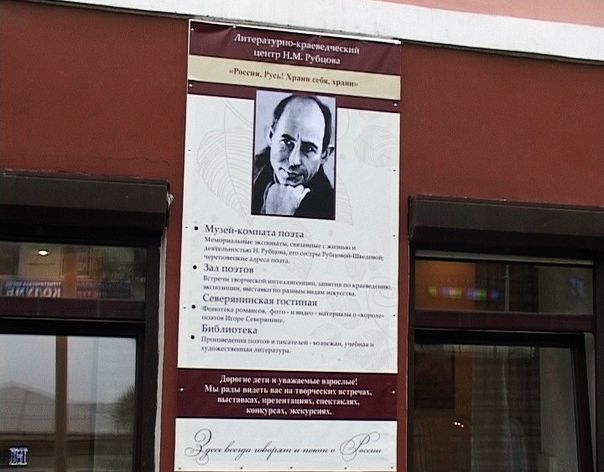 Литературно-краеведческий
центр Н.М. Рубцова
«Россия, Русь! Храни себя, храни»
• Музей-комната поэта
Мемориальные экспонаты, связанные с жизнью и
деятельностью Н. Рубцова, его сестры Рубцовой-Шведовой;
череповецкие адреса поэта.
• Зал поэтов
Встречи творческой интеллигенции, занятия по краеведению,
экспозиции, выставки по разным видам искусства.
• Северянинская гостиная
Фонотека романсов, фото - и видео - материалы о «короле»
поэтов Игоре Северянине.
• Библиотека
Произведения поэтов и писателей - вологжан, учебная и
художественная литература.
Дорогие дети и уважаемые взрослые!
Мы рады видеть вас на творческих встречах,
выставках, презентациях, спектаклях,
конкурсах, экскурсиях.
Здесь всегда говорят и поют о России